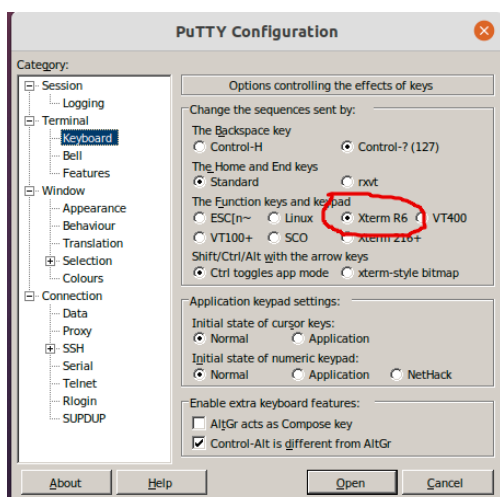 PuTTY Configuration
Category:
Session
Logging
Terminal
Keyboard
Bell
Features
Window
Appearance
Behaviour
Translation
Selection
Colours
Connection
Data
Proxy
SSH
Serial
Telnet
Rlogin
SUPDUP
Options controlling the effects of keys
Change the sequences sent by:
The Backspace key
Control-H Control-? (127)
The Home and End keys
Standard rxvt
The Function keys and keypad
ESC[n~ Linux Xterm R6 VT400
VT100+ SCO Xterm 216+
Shift/Ctrl/Alt with the arrow keys
Ctrl toggles app mode xterm-style bitmap
Application keypad settings:
Initial state of cursor keys:
Normal Application
Initial state of numeric keypad:
Normal Application NetHack
Enable extra keyboard features:
AltGr acts as Compose key
Control-Alt is different from AltGr
About Help Open Cancel